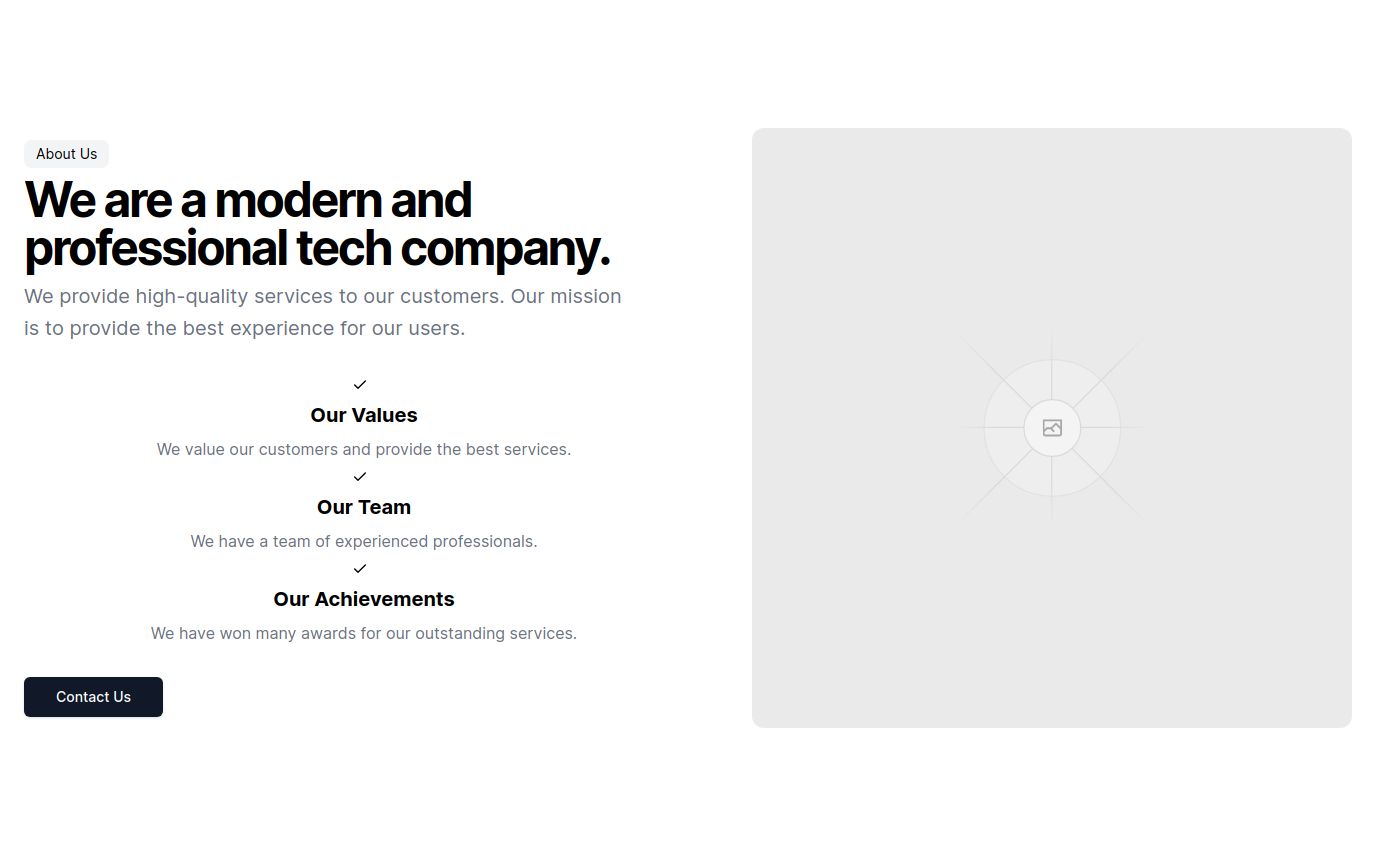 About Us
We are a modern and
professional tech company.
We provide high-quality services to our customers. Our mission
is to provide the best experience for our users.
Our Values
We value our customers and provide the best services.
Our Team
We have a team of experienced professionals.
Our Achievements
We have won many awards for our outstanding services.
Contact Us